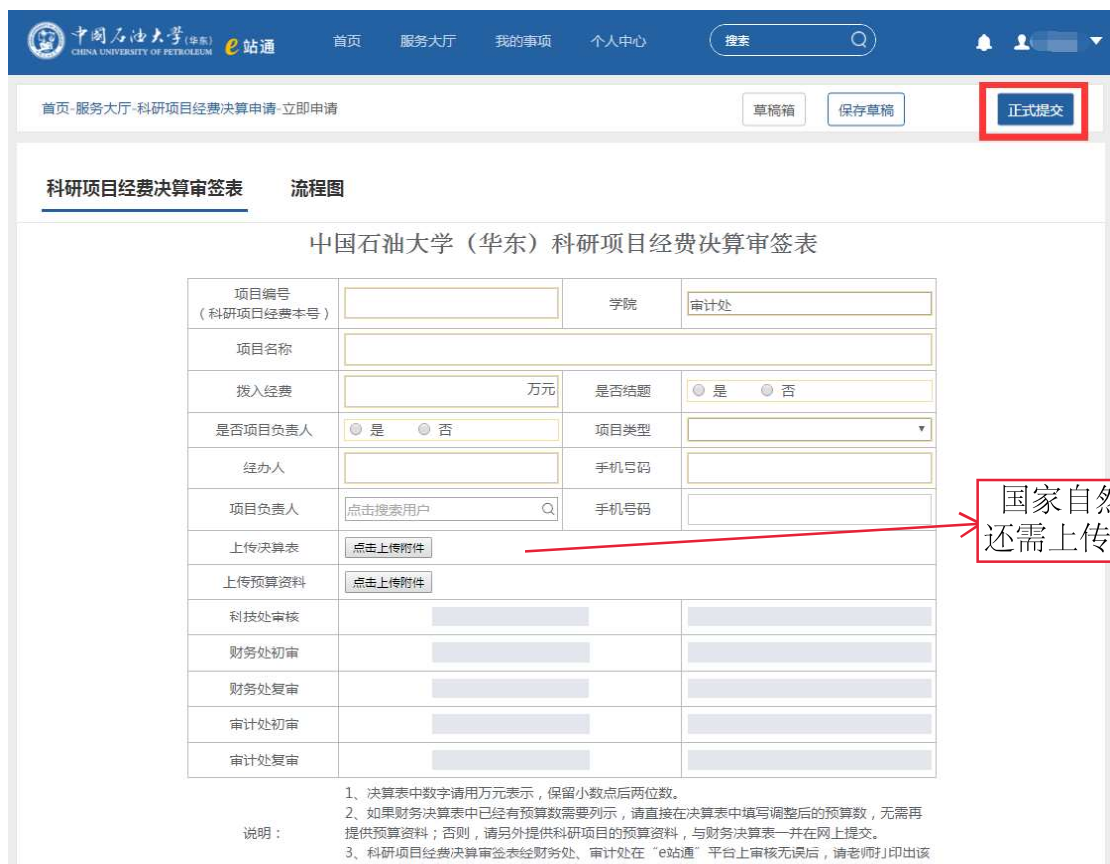 中国石油大学(华东)
CHINA UNIVERSITY OF PETROLEUM
e站通
首页 服务大厅 我的事项 个人中心 搜索
首页-服务大厅-科研项目经费决算申请-立即申请 草稿箱 保存草稿 正式提交
科研项目经费决算审签表 流程图
中国石油大学（华东）科研项目经费决算审签表
项目编号
（科研项目经费本号） 学院 审计处
项目名称
拨入经费 万元 是否结题 是 否
是否项目负责人 是 否 项目类型
经办人 手机号码
项目负责人 点击搜索用户 手机号码
国家自然
还需上传
上传决算表 点击上传附件
上传预算资料 点击上传附件
科技处审核
财务处初审
财务处复审
审计处初审
审计处复审
说明：
1、决算表中数字请用万元表示，保留小数点后两位数。
2、如果财务决算表中已经有预算数需要列示，请直接在决算表中填写调整后的预算数，无需再
提供预算资料；否则，请另外提供科研项目的预算资料，与财务决算表一并在网上提交。
3、科研项目经费决算审签表经财务处、审计处在“e站通”平台上审核无误后，请老师打印出该